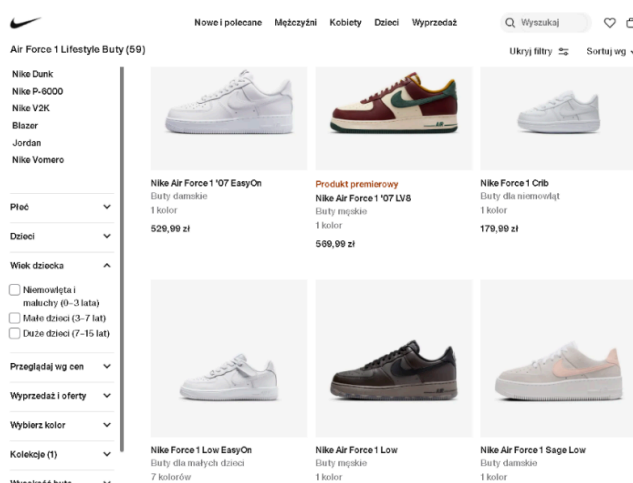 Nowe i polecane Mężczyźni Kobiety Dzieci Wyprzedaż
Wyszukaj
Air Force 1 Lifestyle Buty (59)
Ukryj filtry
Sortuj wg
Nike Dunk
Nike P-6000
Nike V2K
Blazer
Jordan
Nike Vomero
Płeć
Dzieci
Wiek dziecka
Niemowlęta i
maluchy (0–3 lata)
Małe dzieci (3–7 lat)
Duże dzieci (7–15 lat)
Przeglądaj wg cen
Wyprzedaż i oferty
Wybierz kolor
Kolekcje (1)
Wysokość buta
Nike Air Force 1 '07 EasyOn
Buty damskie
1 kolor
529,99 zł
Produkt premierowy
Nike Air Force 1 '07 LV8
Buty męskie
1 kolor
569,99 zł
Nike Force 1 Crib
Buty dla niemowląt
1 kolor
179,99 zł
Nike Force 1 Low EasyOn
Buty dla małych dzieci
7 kolorów
Nike Air Force 1 Low
Buty męskie
1 kolor
Nike Air Force 1 Sage Low
Buty damskie
1 kolor